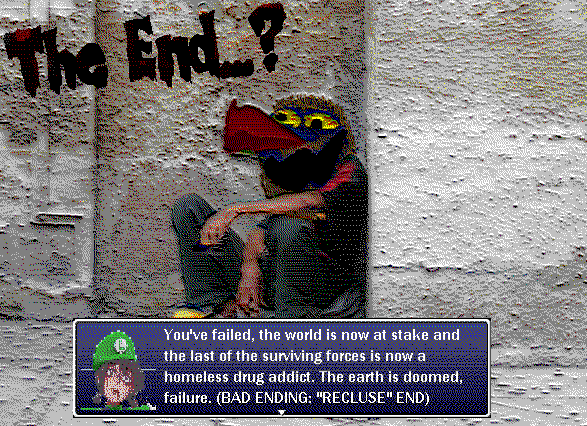 The End...?
L
You've failed, the world is now at stake and
the last of the surviving forces is now a
homeless drug addict. The earth is doomed,
failure. (BAD ENDING: "RECLUSE" END)